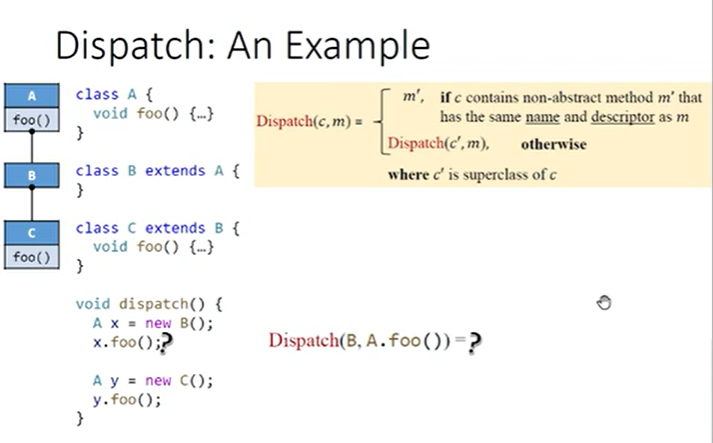 Dispatch: An Example
A
foo()
B
C
foo()
class A {
void foo() {…}
}
class B extends A {
}
class C extends B {
void foo() {…}
}
void dispatch() {
A x = new B();
x.foo();?
A y = new C();
y.foo();
}
Dispatch(c, m) =
m′, if c contains non-abstract method m′ that
has the same name and descriptor as m
Dispatch(c′, m), otherwise
where c′ is superclass of c
Dispatch(B, A.foo()) = ?